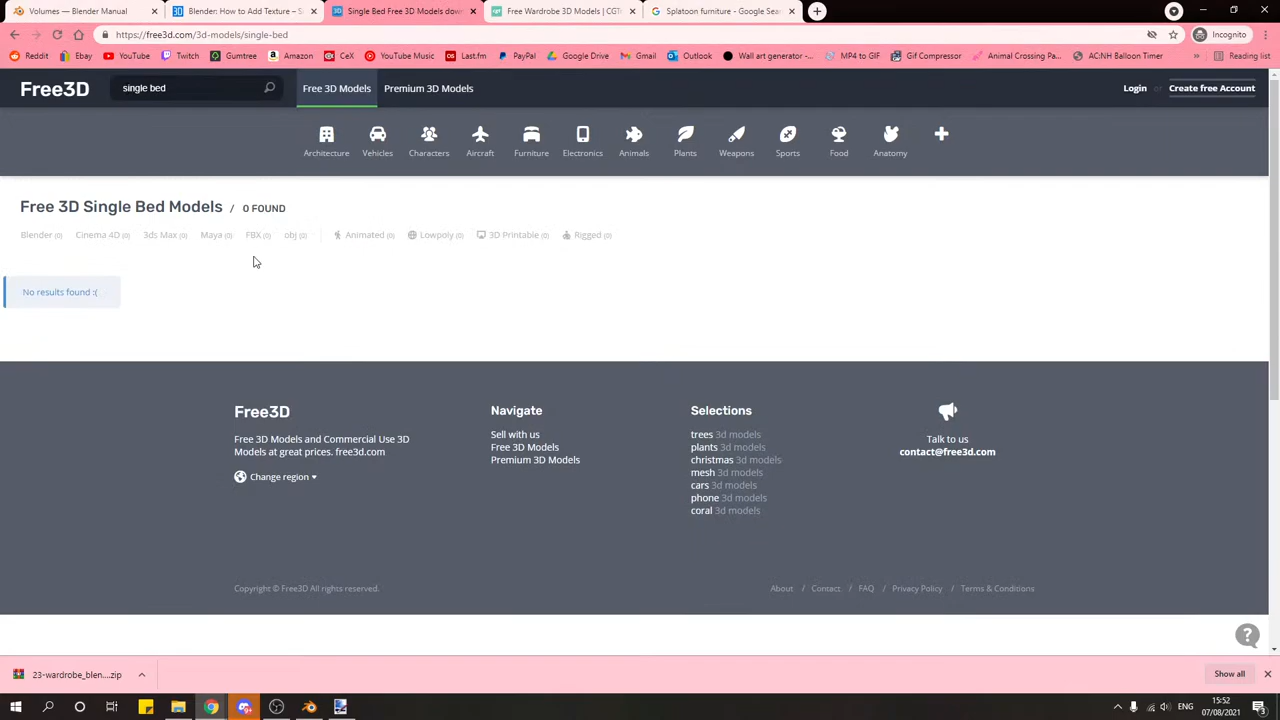 Volumes — Blender Manual
Blender: How to Add Texture – S
Single Bed Free 3D Models dow
Free Wardrobe 3D Models | CGT
Splatoon furniture - Google Sear
https://free3d.com/3d-models/single-bed
Incognito
Reddit
Ebay
YouTube
Twitch
Gumtree
Amazon
CeX
YouTube Music
Last.fm
PayPal
Google Drive
Gmail
Outlook
Wall art generator -...
MP4 to GIF
Gif Compressor
Animal Crossing Pa...
AC:NH Balloon Timer
Reading list
Free3D
single bed
Free 3D Models
Premium 3D Models
Login or Create free Account
Architecture
Vehicles
Characters
Aircraft
Furniture
Electronics
Animals
Plants
Weapons
Sports
Food
Anatomy
Free 3D Single Bed Models / 0 FOUND
Blender (0) Cinema 4D (0) 3ds Max (0) Maya (0) FBX (0) obj (0) Animated (0) Lowpoly (0) 3D Printable (0) Rigged (0)
No results found :(
Free3D
Free 3D Models and Commercial Use 3D
Models at great prices. free3d.com
Change region
Navigate
Sell with us
Free 3D Models
Premium 3D Models
Selections
trees 3d models
plants 3d models
christmas 3d models
mesh 3d models
cars 3d models
phone 3d models
coral 3d models
Talk to us
contact@free3d.com
Copyright © Free3D All rights reserved.
About / Contact / FAQ / Privacy Policy / Terms & Conditions
?
23-wardrobe_blen....zip
Show all
ENG
15:52
07/08/2021
3